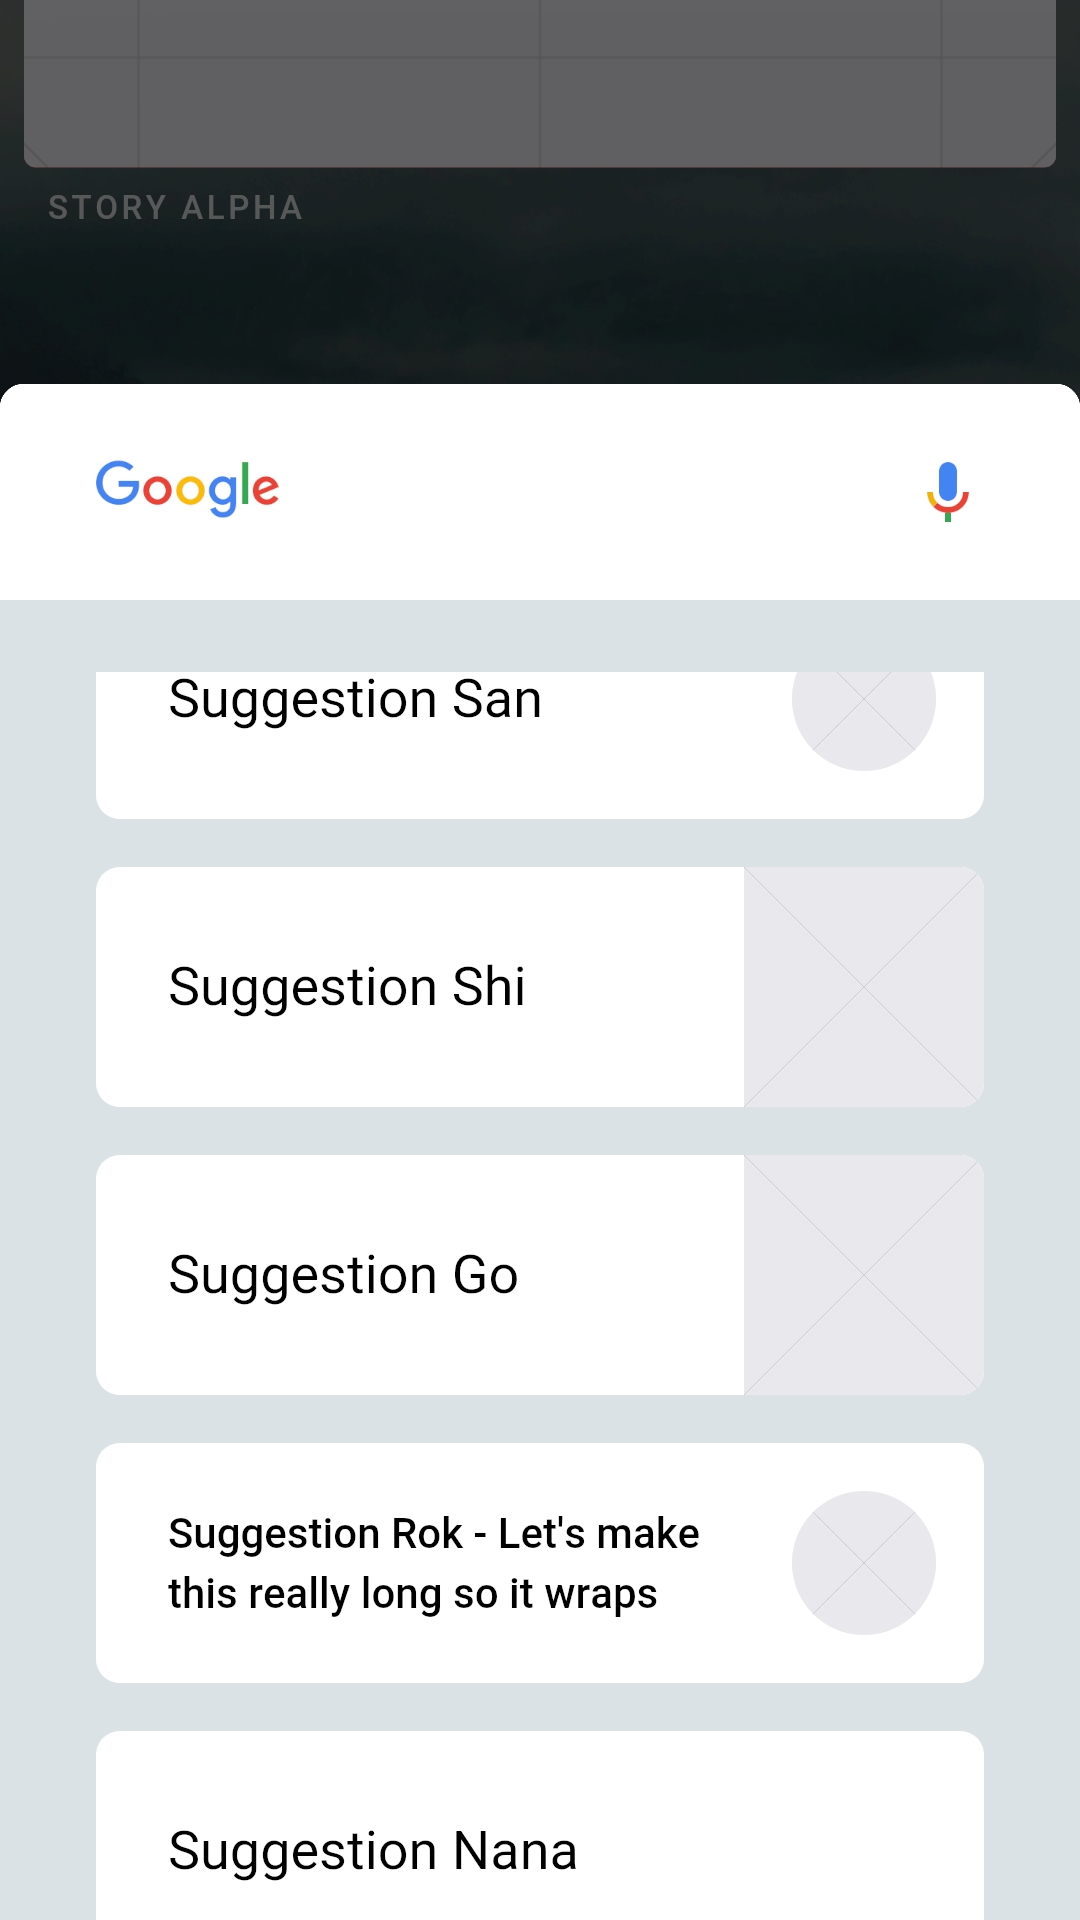 STORY ALPHA
Google
Suggestion San
Suggestion Shi
Suggestion Go
Suggestion Rok - Let's make
this really long so it wraps
Suggestion Nana